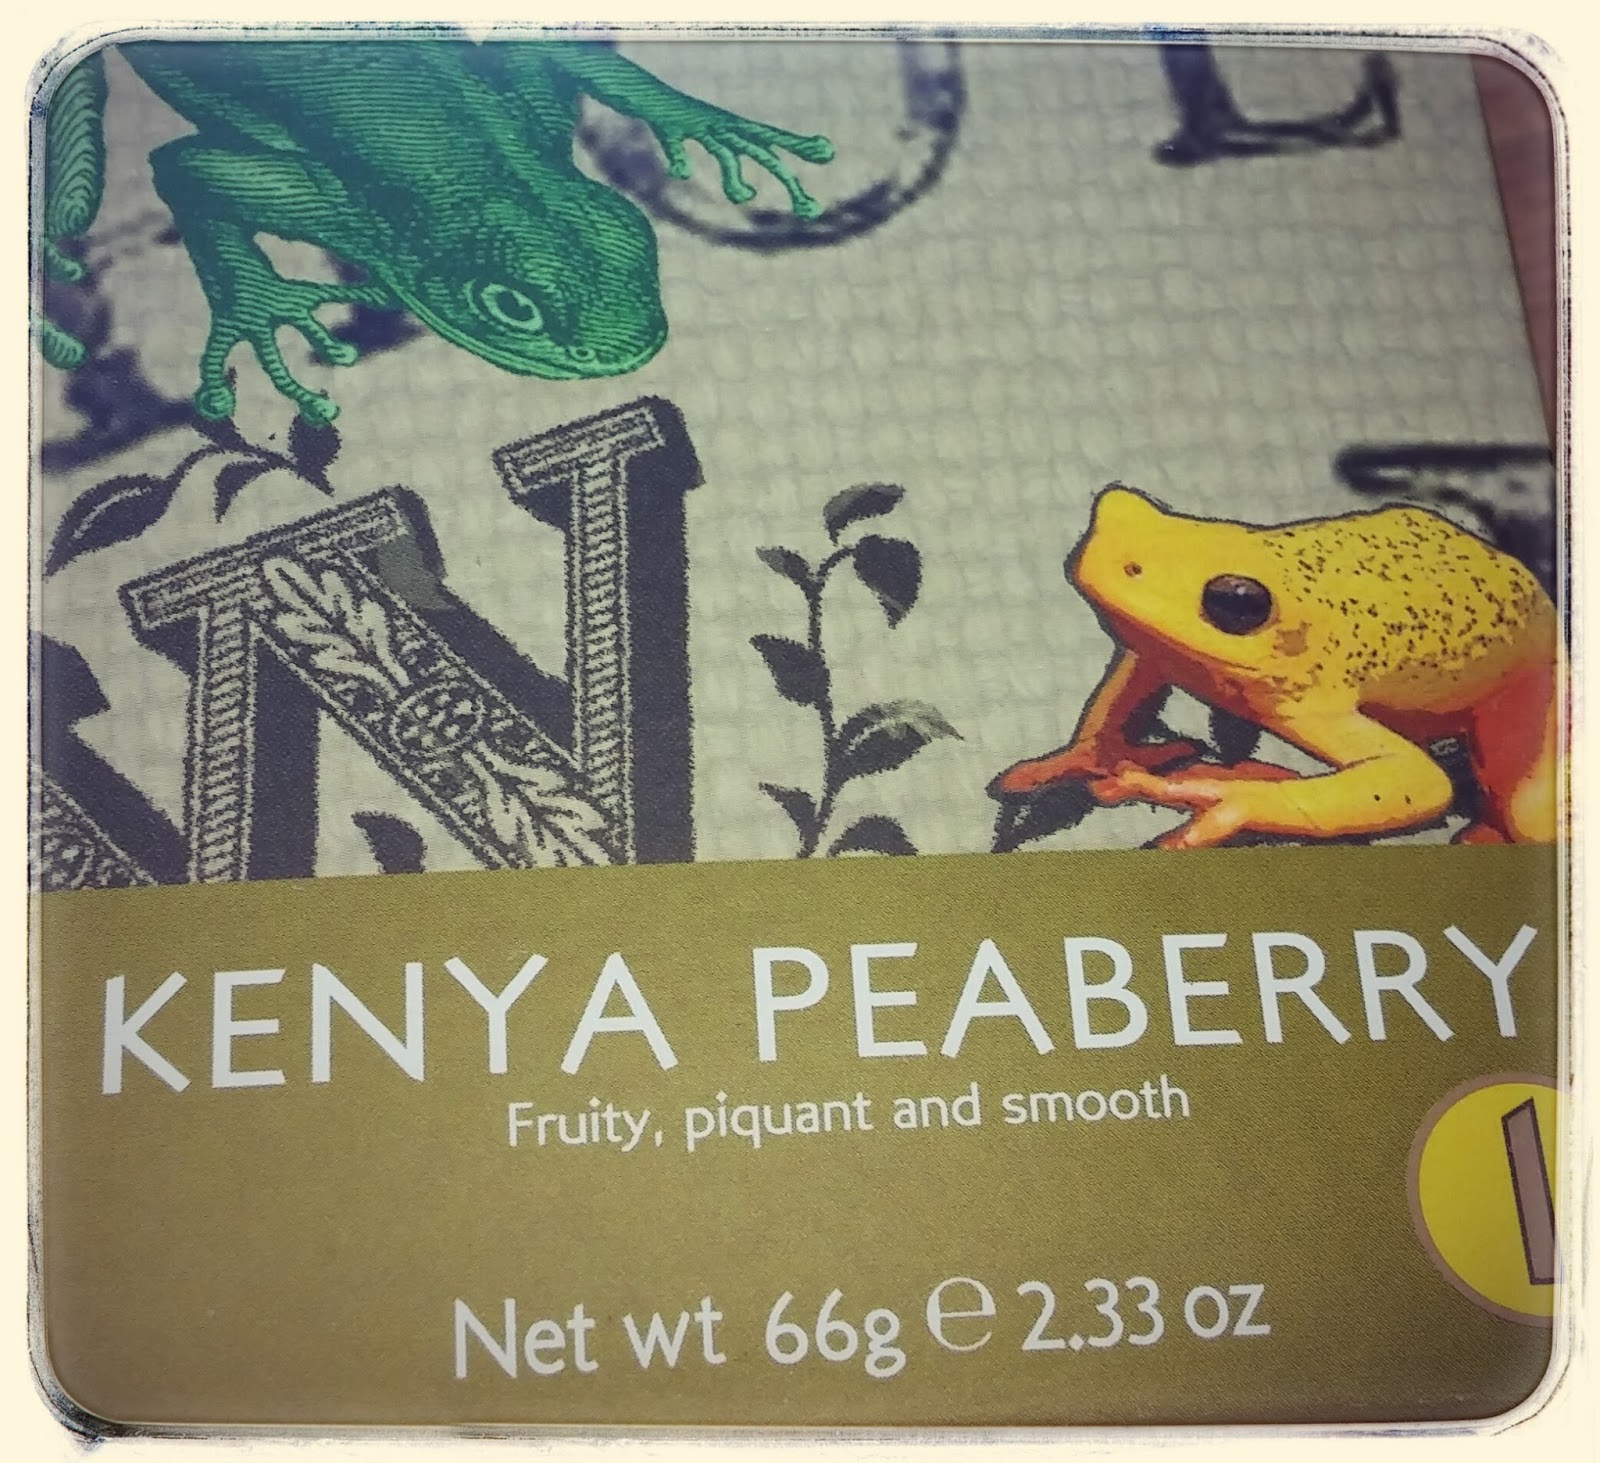 N
KENYA PEABERRY
Fruity, piquant and smooth
Net wt 66g ℮ 2.33 oz